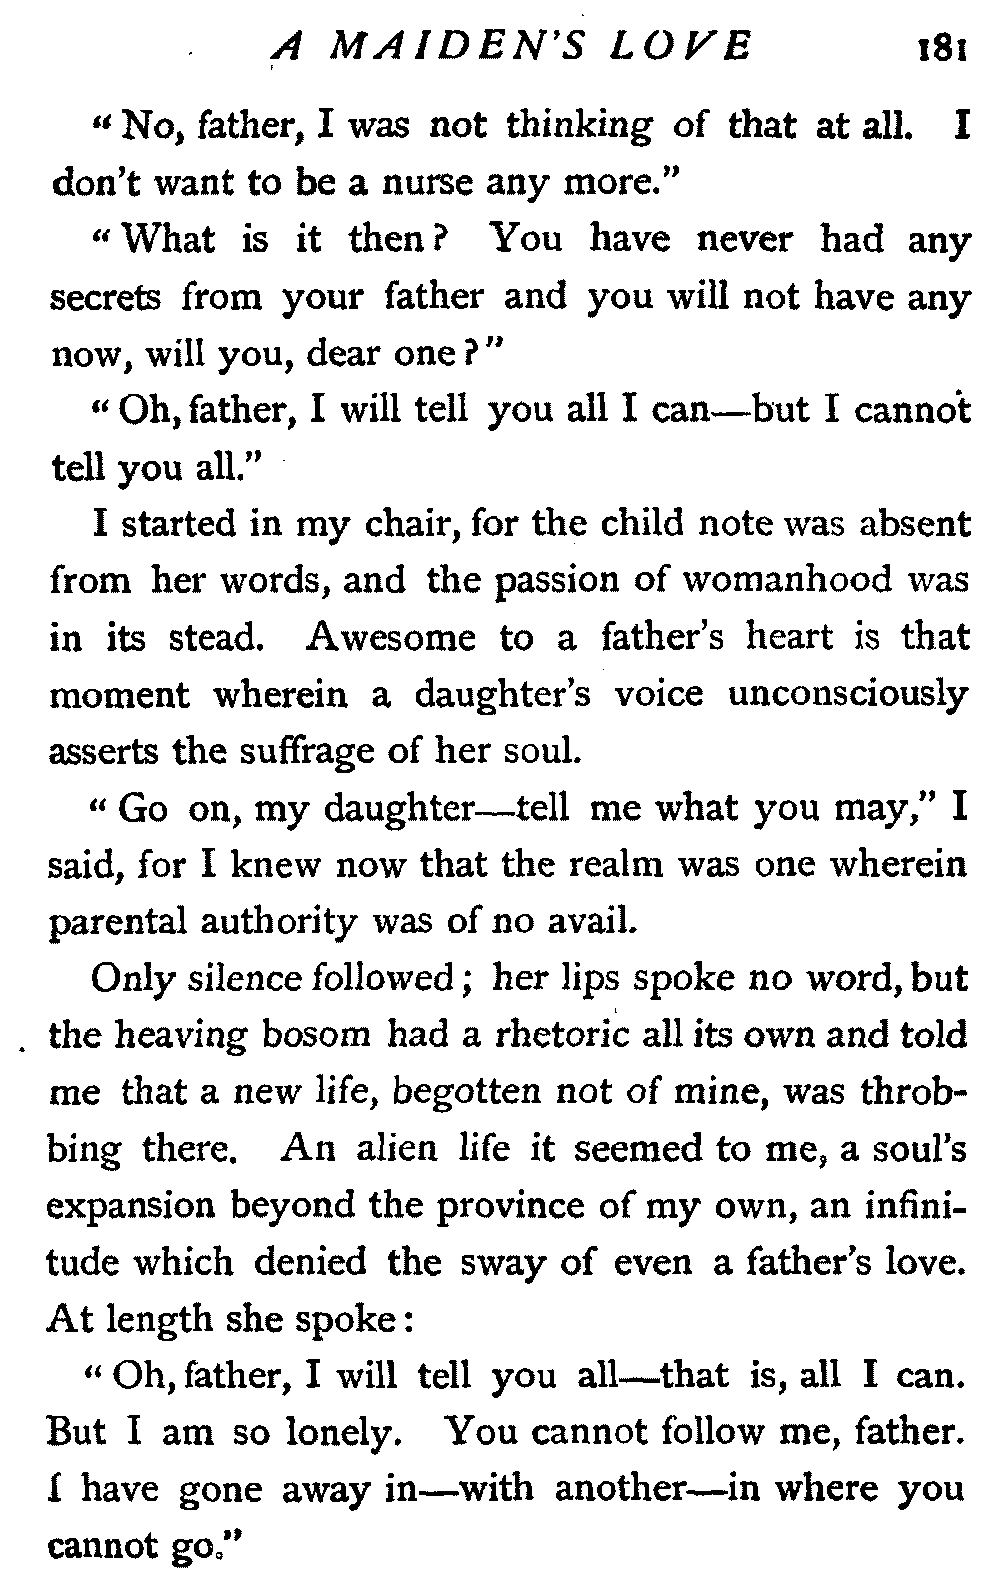 A MAIDEN'S LOVE 181
“ No, father, I was not thinking of that at all. I
don't want to be a nurse any more.”
“ What is it then ? You have never had any
secrets from your father and you will not have any
now, will you, dear one ? ”
“ Oh, father, I will tell you all I can—but I cannot
tell you all.”
I started in my chair, for the child note was absent
from her words, and the passion of womanhood was
in its stead. Awesome to a father's heart is that
moment wherein a daughter's voice unconsciously
asserts the suffrage of her soul.
“ Go on, my daughter—tell me what you may,” I
said, for I knew now that the realm was one wherein
parental authority was of no avail.
Only silence followed ; her lips spoke no word, but
the heaving bosom had a rhetoric all its own and told
me that a new life, begotten not of mine, was throb-
bing there. An alien life it seemed to me, a soul's
expansion beyond the province of my own, an infini-
tude which denied the sway of even a father's love.
At length she spoke :
“ Oh, father, I will tell you all—that is, all I can.
But I am so lonely. You cannot follow me, father.
I have gone away in—with another—in where you
cannot go.”